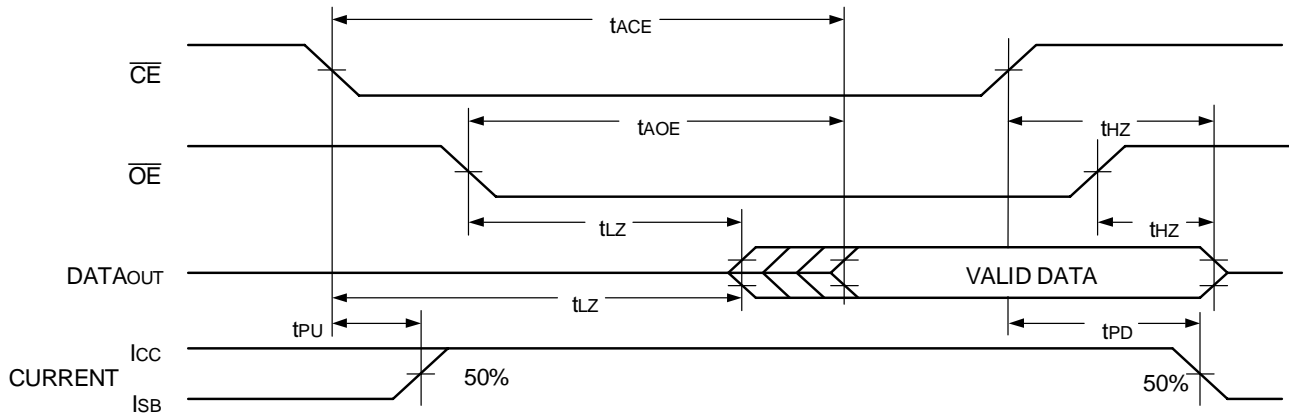 tACE
CE
tAOE
tHZ
OE
tLZ
tHZ
DATAOUT
VALID DATA
tLZ
tPU
tPD
ICC
CURRENT
50%
50%
ISB